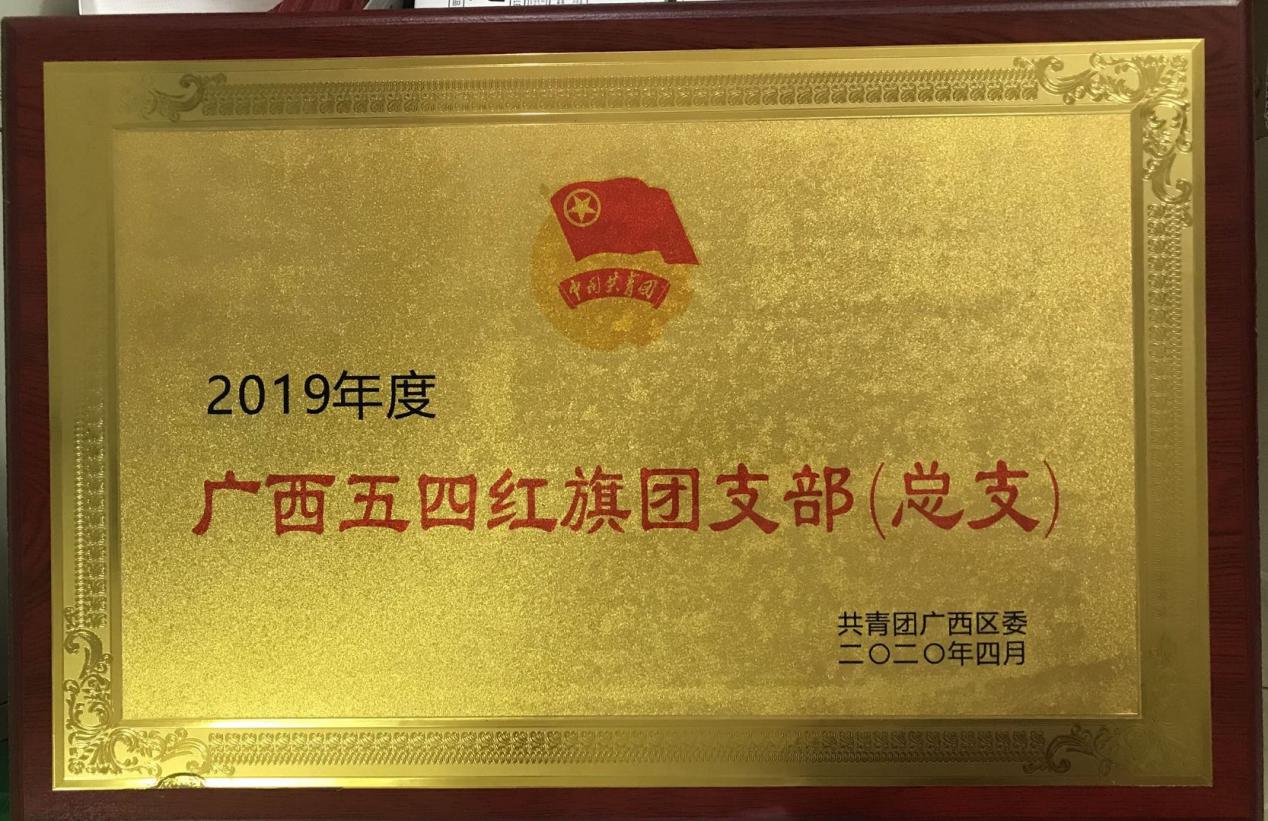 中国共青团
2019年度
广西五四红旗团支部(总支)
共青团广西区委
二〇二〇年四月